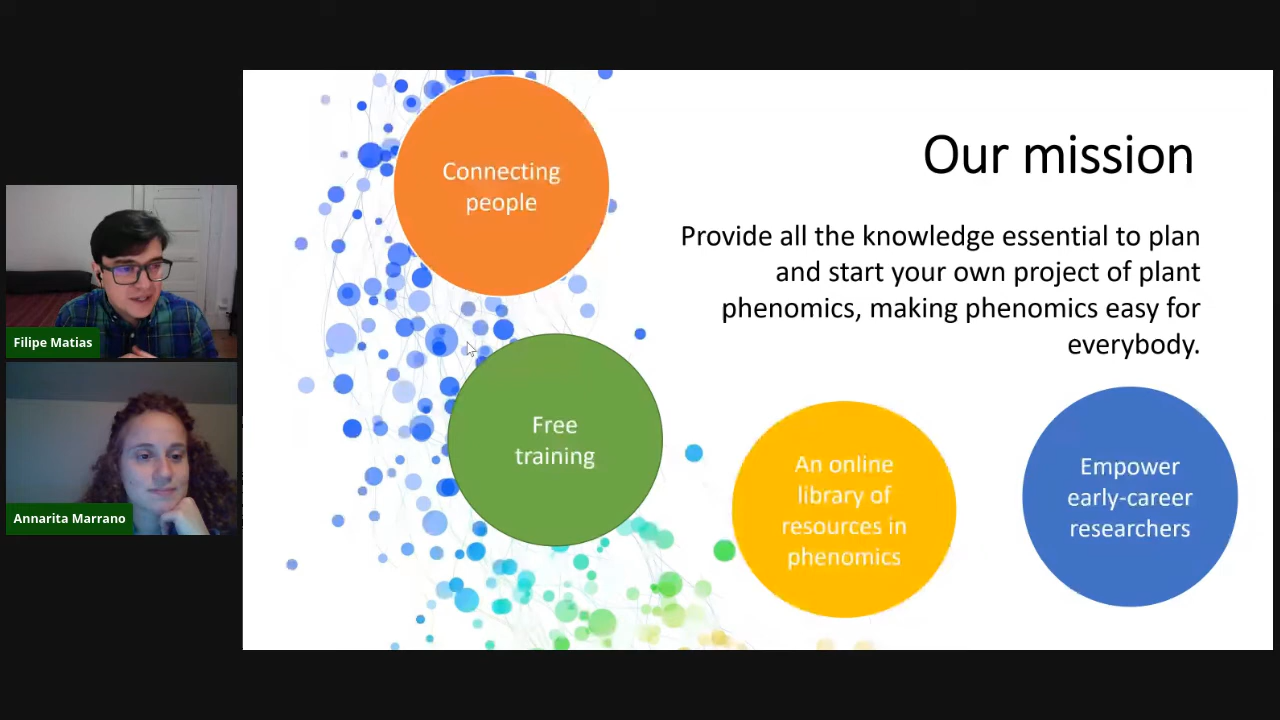 Our mission
Provide all the knowledge essential to plan
and start your own project of plant
phenomics, making phenomics easy for
everybody.
Connecting
people
Free
training
An online
library of
resources in
phenomics
Empower
early-career
researchers
Filipe Matias
Annarita Marrano